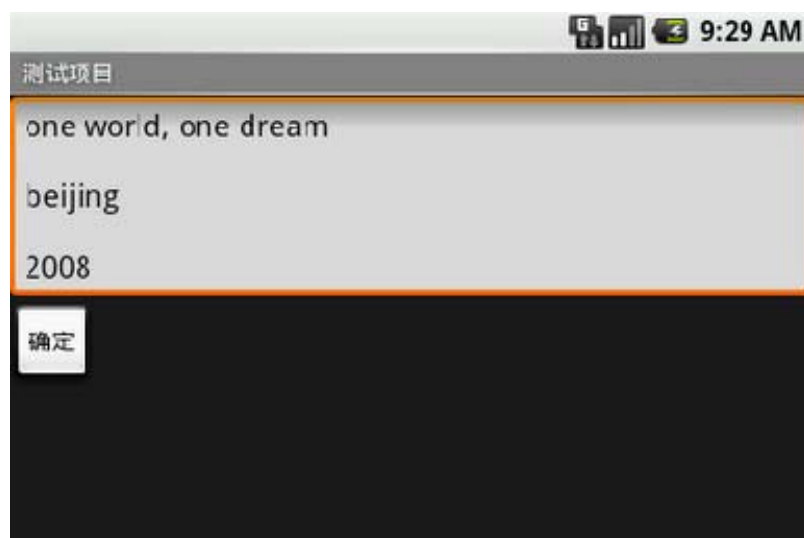 9:29 AM
测试项目
one world, one dream
beijing
2008
确定